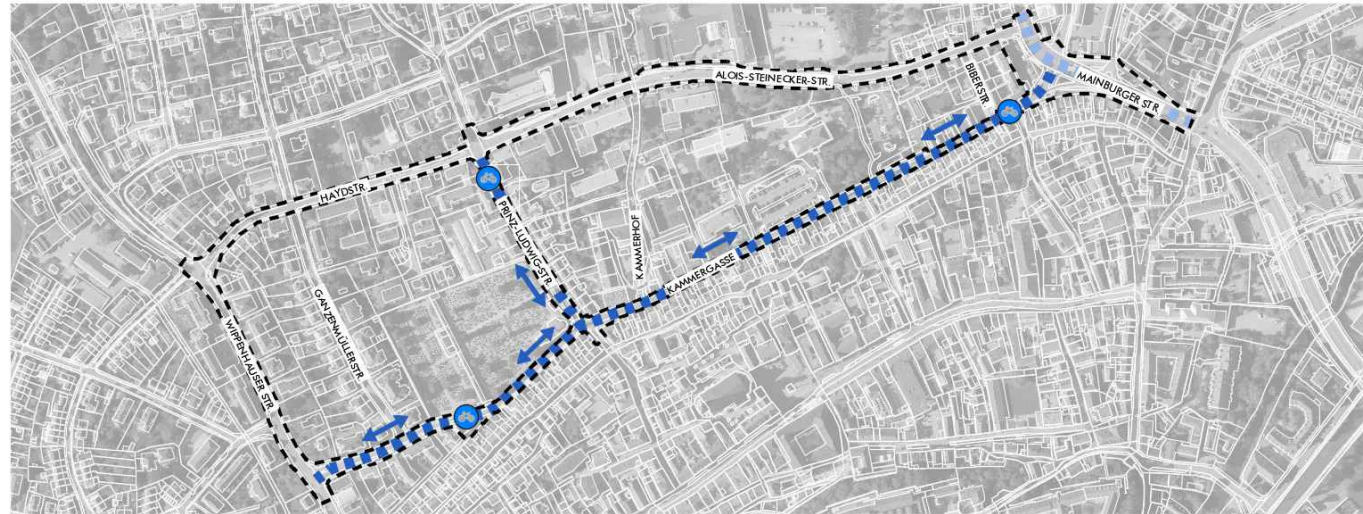 ALOIS-STEINECKER-STR.
BIBERSTR.
MAINBURGER STR
HAYDSTR.
PRINZ-LUDWIG-STR.
KAMMERHOF
KAMMERGASSE
GANZENMÜLLERSTR
WIPPENHAUSER STR.